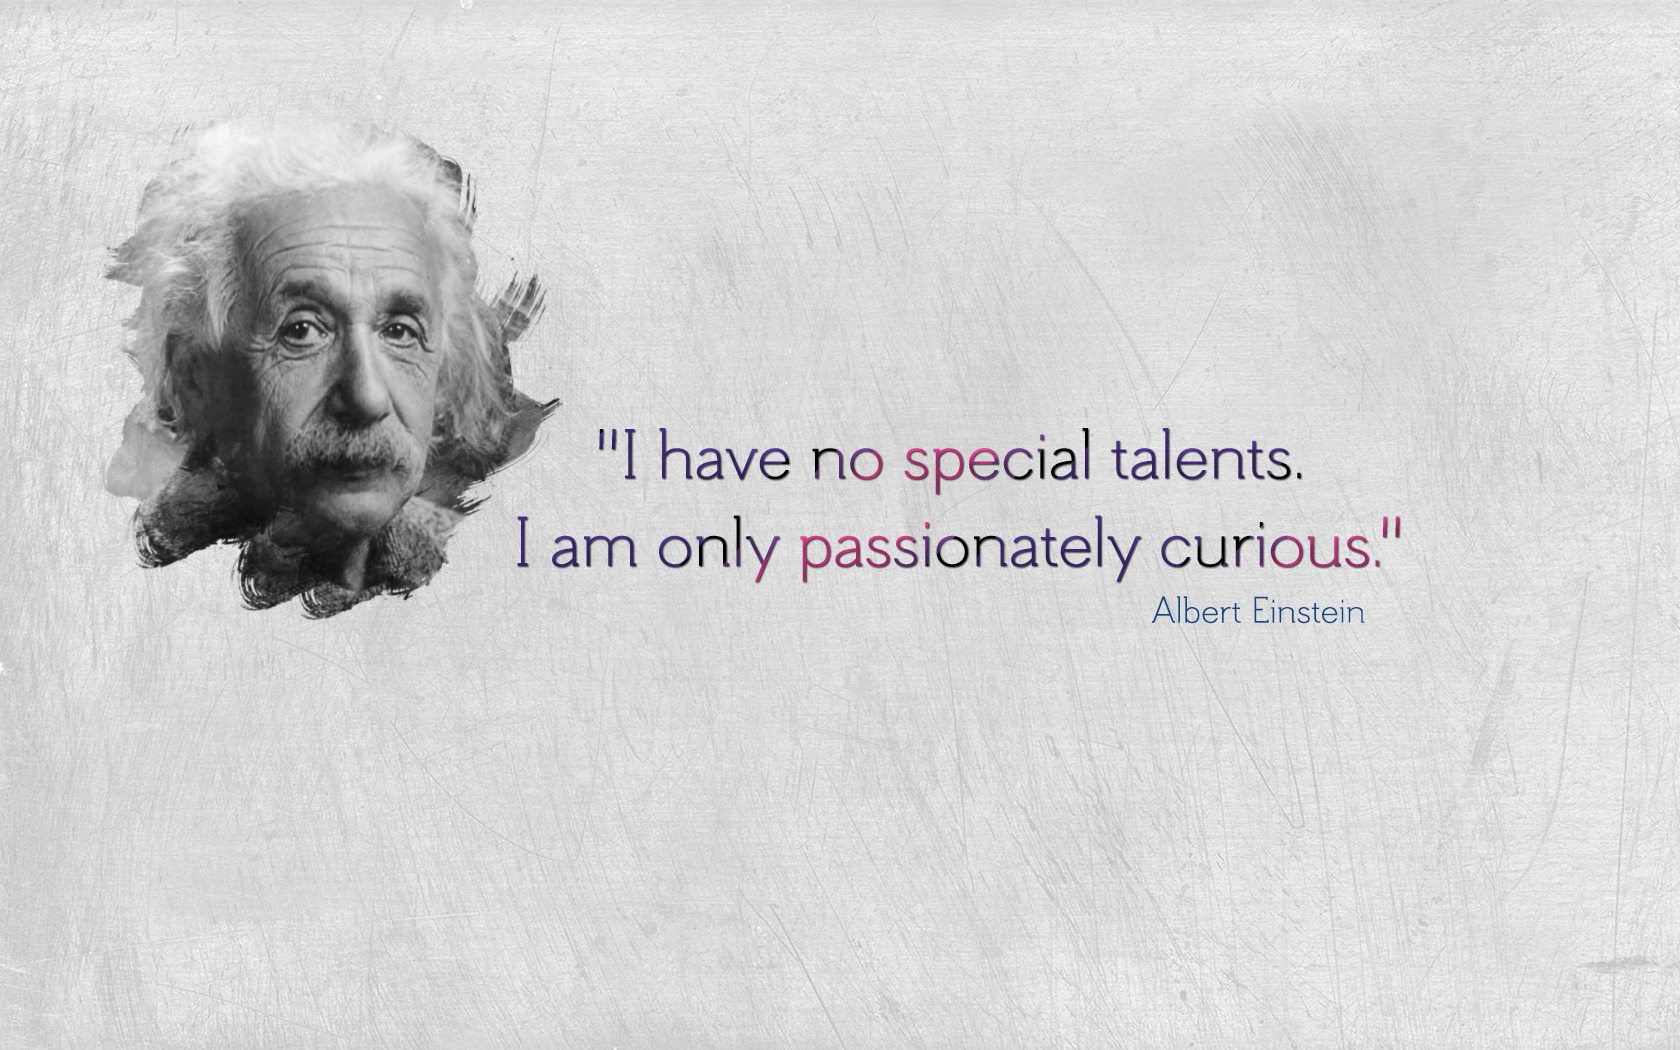 "I have no special talents.
I am only passionately curious."
Albert Einstein